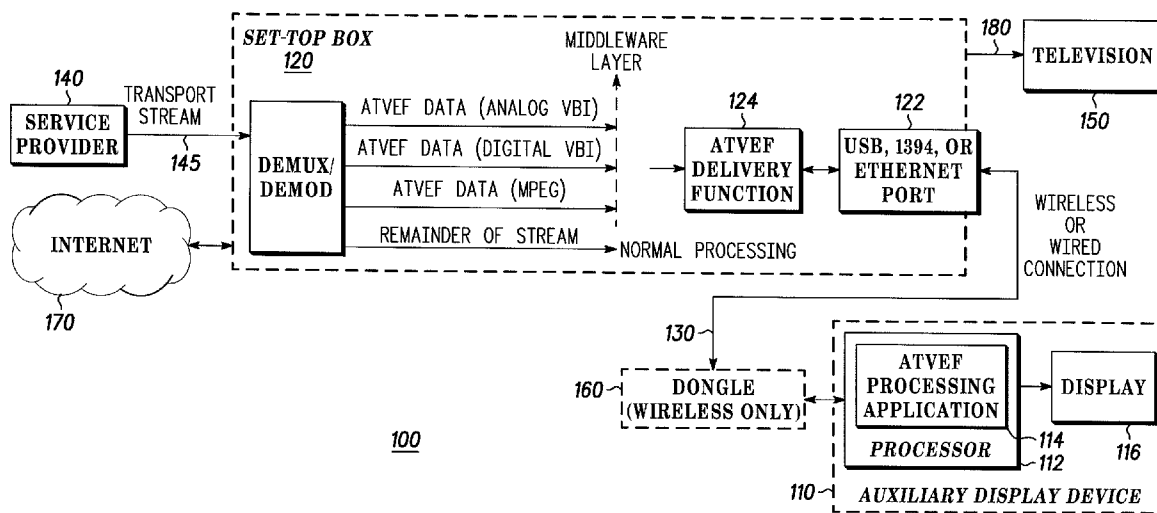 SET-TOP BOX
120
MIDDLEWARE
LAYER
180
TELEVISION
150
140
SERVICE
PROVIDER
TRANSPORT
STREAM
145
DEMUX/
DEMOD
ATVEF DATA (ANALOG VBI)
ATVEF DATA (DIGITAL VBI)
ATVEF DATA (MPEG)
REMAINDER OF STREAM
NORMAL PROCESSING
124
ATVEF
DELIVERY
FUNCTION
122
USB, 1394, OR
ETHERNET
PORT
INTERNET
170
WIRELESS
OR
WIRED
CONNECTION
130
160
DONGLE
(WIRELESS ONLY)
ATVEF
PROCESSING
APPLICATION
114
PROCESSOR
112
DISPLAY
116
110
AUXILIARY DISPLAY DEVICE
100